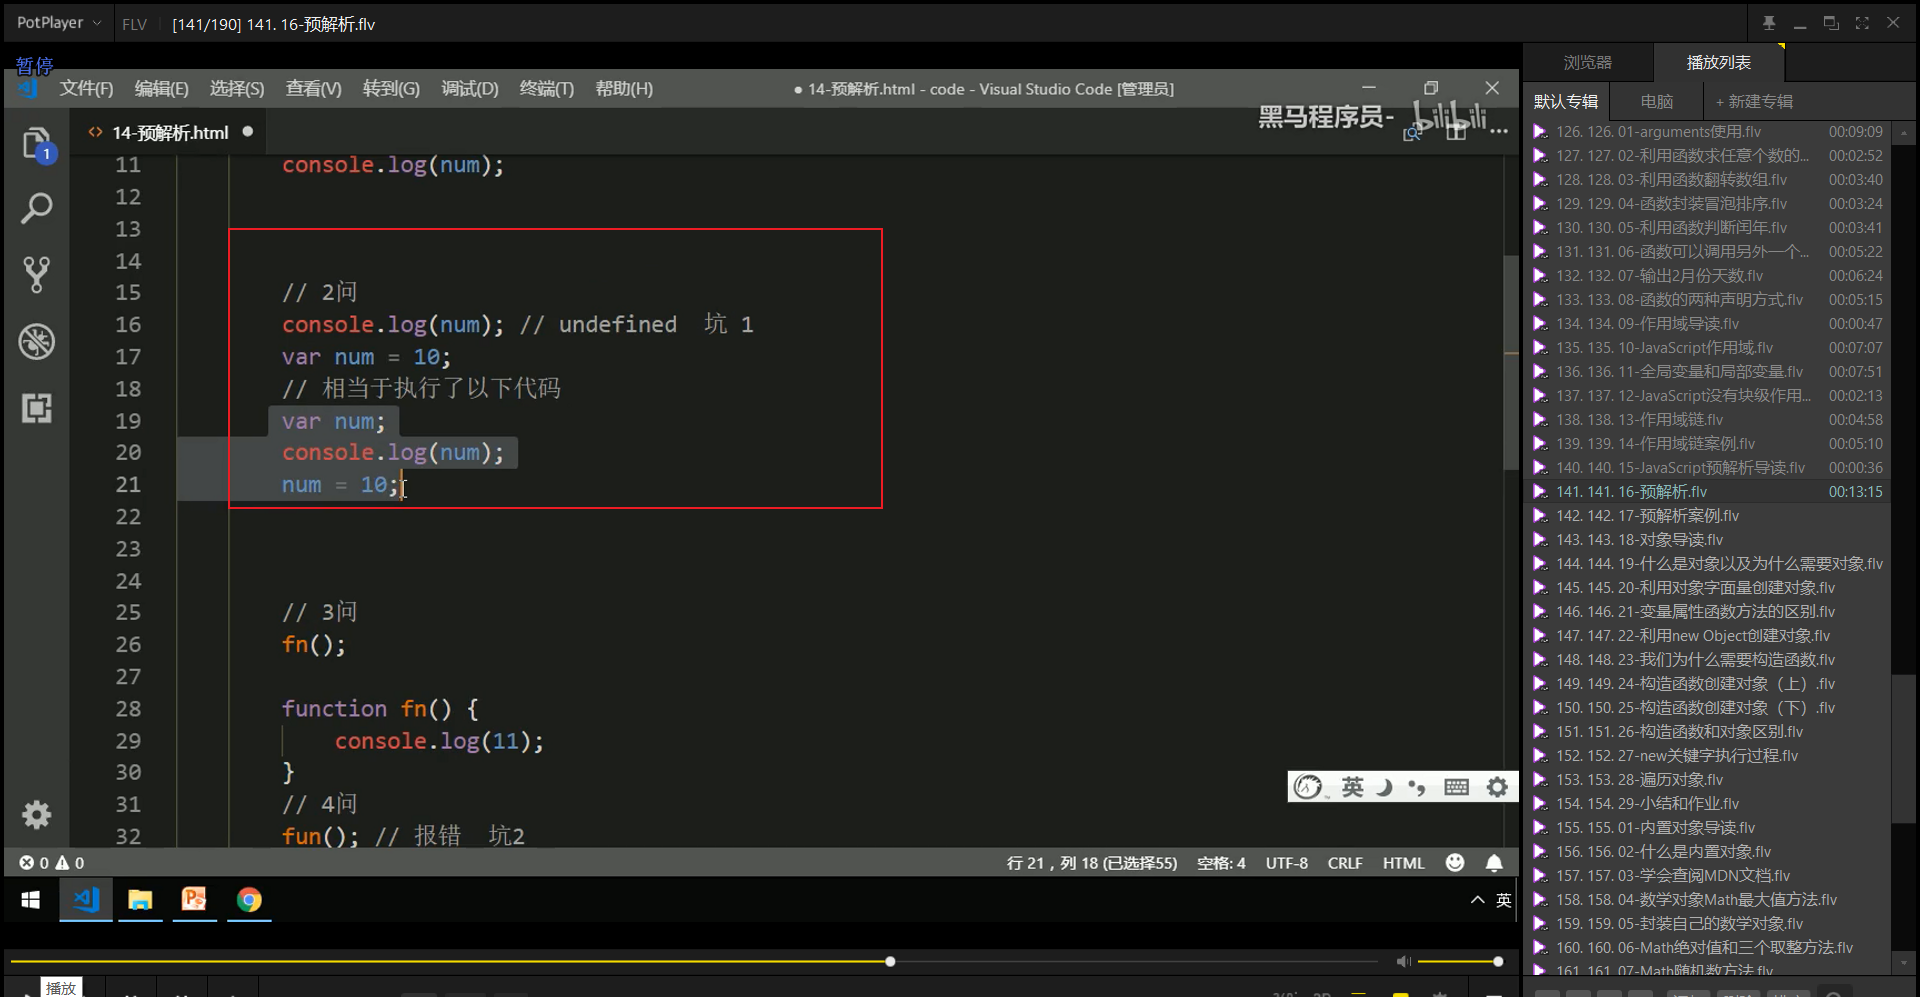 PotPlayer FLV [141/190] 141. 16-预解析.flv
暂停
文件(F) 编辑(E) 选择(S) 查看(V) 转到(G) 调试(D) 终端(T) 帮助(H) ● 14-预解析.html - code - Visual Studio Code [管理员]
黑马程序员- bilibili
1
<> 14-预解析.html ●
11 console.log(num);
12
13
14
15 // 2问
16 console.log(num); // undefined 坑 1
17 var num = 10;
18 // 相当于执行了以下代码
19 var num;
20 console.log(num);
21 num = 10;
22
23
24
25 // 3问
26 fn();
27
28 function fn() {
29 console.log(11);
30 }
31 // 4问
32 fun(); // 报错 坑2
英
0 0 行 21，列 18 (已选择55) 空格: 4 UTF-8 CRLF HTML
英
播放
浏览器 播放列表
默认专辑 电脑 + 新建专辑
126. 126. 01-arguments使用.flv 00:09:09
127. 127. 02-利用函数求任意个数的... 00:02:52
128. 128. 03-利用函数翻转数组.flv 00:03:40
129. 129. 04-函数封装冒泡排序.flv 00:03:24
130. 130. 05-利用函数判断闰年.flv 00:03:41
131. 131. 06-函数可以调用另外一个... 00:05:22
132. 132. 07-输出2月份天数.flv 00:06:24
133. 133. 08-函数的两种声明方式.flv 00:05:15
134. 134. 09-作用域导读.flv 00:00:47
135. 135. 10-JavaScript作用域.flv 00:07:07
136. 136. 11-全局变量和局部变量.flv 00:07:51
137. 137. 12-JavaScript没有块级作用... 00:02:13
138. 138. 13-作用域链.flv 00:04:58
139. 139. 14-作用域链案例.flv 00:05:10
140. 140. 15-JavaScript预解析导读.flv 00:00:36
141. 141. 16-预解析.flv 00:13:15
142. 142. 17-预解析案例.flv
143. 143. 18-对象导读.flv
144. 144. 19-什么是对象以及为什么需要对象.flv
145. 145. 20-利用对象字面量创建对象.flv
146. 146. 21-变量属性函数方法的区别.flv
147. 147. 22-利用new Object创建对象.flv
148. 148. 23-我们为什么需要构造函数.flv
149. 149. 24-构造函数创建对象（上）.flv
150. 150. 25-构造函数创建对象（下）.flv
151. 151. 26-构造函数和对象区别.flv
152. 152. 27-new关键字执行过程.flv
153. 153. 28-遍历对象.flv
154. 154. 29-小结和作业.flv
155. 155. 01-内置对象导读.flv
156. 156. 02-什么是内置对象.flv
157. 157. 03-学会查阅MDN文档.flv
158. 158. 04-数学对象Math最大值方法.flv
159. 159. 05-封装自己的数学对象.flv
160. 160. 06-Math绝对值和三个取整方法.flv
161. 161. 07-Math随机数方法.flv